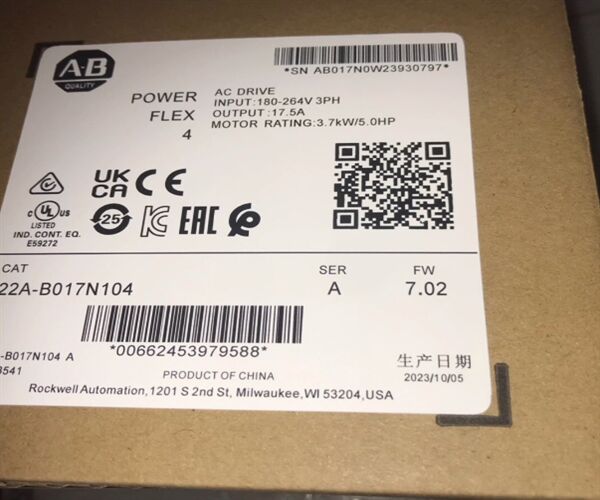 A-B
QUALITY
*SN AB017N0W23930797*
POWER
FLEX
4
AC DRIVE
INPUT:180-264V 3PH
OUTPUT:17.5A
MOTOR RATING:3.7kW/5.0HP
UK
CA
CE
C UL US
LISTED
IND. CONT. EQ.
E59272
25
EAC
CAT
SER
FW
22A-B017N104
A
7.02
*00662453979588*
-B017N104 A
3541
生产日期
2023/10/05
PRODUCT OF CHINA
Rockwell Automation,1201 S 2nd St, Milwaukee,WI 53204,USA